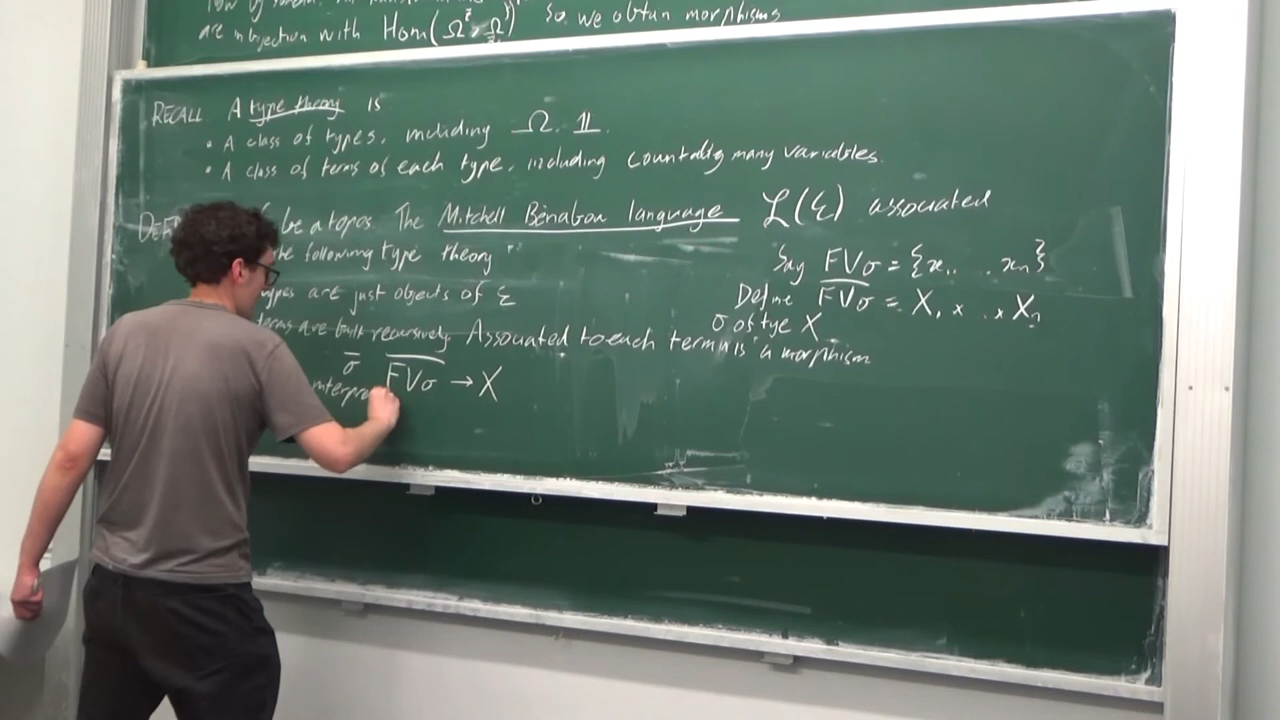 are in bijection with Hom(Ω², Ω) So we obtain morphisms
RECALL A type theory is
• A class of types, including Ω, 𝟙.
• A class of terms of each type, including countably many variables.
DEF be a topos. The Mitchell Bénabou language ℒ(ℰ) associated
the following type theory
types are just objects of ℰ
terms are built recursively. Associated to each term is a morphism
σ̄
FVσ → X
Say FVσ = {x₁, ... xₙ}
Define FVσ = X₁ × ... × Xₙ
σ of type X